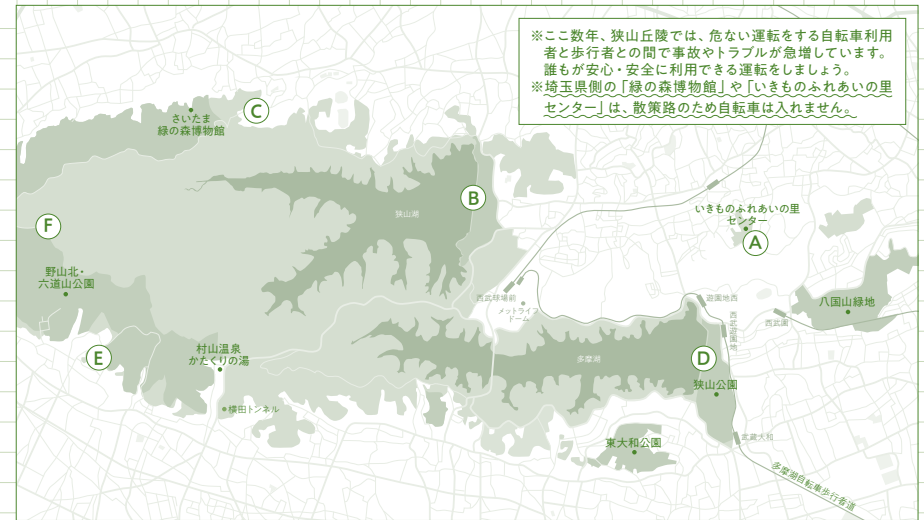 ※ここ数年、狭山丘陵では、危ない運転をする自転車利用
者と歩行者との間で事故やトラブルが急増しています。
誰もが安心・安全に利用できる運転をしましょう。
※埼玉県側の「緑の森博物館」や「いきものふれあいの里
センター」は、散策路のため自転車は入れません。
C
さいたま
緑の森博物館
B
狭山湖
いきものふれあいの里
センター
A
F
野山北・
六道山公園
西武球場前
メットライフ
ドーム
遊園地西
西武遊園地
西武園
八国山緑地
E
村山温泉
かたくりの湯
多摩湖
D
狭山公園
横田トンネル
東大和公園
武蔵大和
多摩湖自転車歩行者道